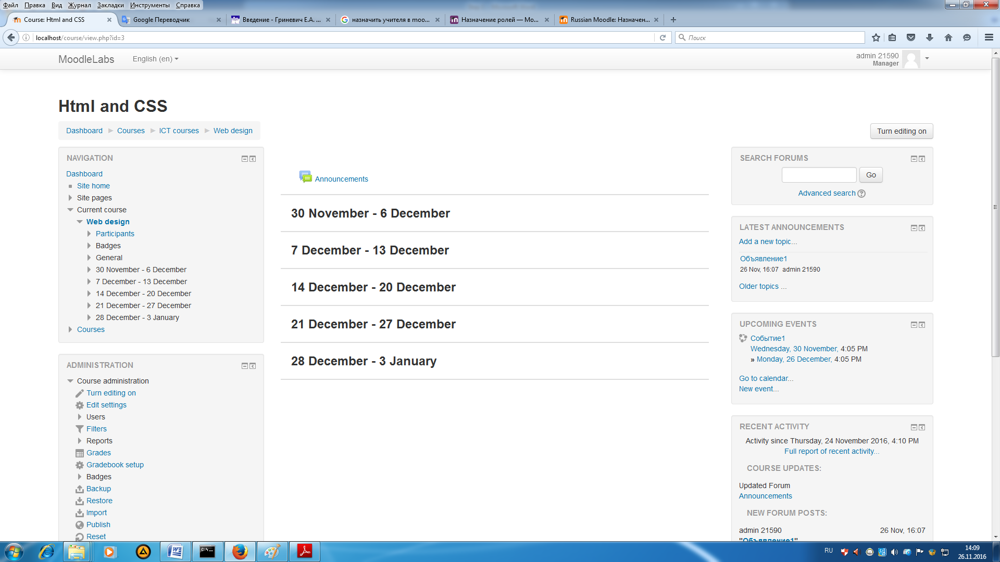 Файл Правка Вид Журнал Закладки Инструменты Справка
Course: Html and CSS
Google Переводчик
Введение - Гриневич Е.А. ...
назначить учителя в moo...
Назначение ролей — Mo...
Russian Moodle: Назначен...
localhost/course/view.php?id=3
Поиск
MoodleLabs
English (en)
admin 21590
Manager
Html and CSS
Dashboard Courses ICT courses Web design
Turn editing on
NAVIGATION
Dashboard
Site home
Site pages
Current course
Web design
Participants
Badges
General
30 November - 6 December
7 December - 13 December
14 December - 20 December
21 December - 27 December
28 December - 3 January
Courses
ADMINISTRATION
Course administration
Turn editing on
Edit settings
Users
Filters
Reports
Grades
Gradebook setup
Badges
Backup
Restore
Import
Publish
Reset
Announcements
30 November - 6 December
7 December - 13 December
14 December - 20 December
21 December - 27 December
28 December - 3 January
SEARCH FORUMS
Go
Advanced search
LATEST ANNOUNCEMENTS
Add a new topic...
Объявление1
26 Nov, 16:07 admin 21590
Older topics ...
UPCOMING EVENTS
Событие1
Wednesday, 30 November, 4:05 PM
» Monday, 26 December, 4:05 PM
Go to calendar...
New event...
RECENT ACTIVITY
Activity since Thursday, 24 November 2016, 4:10 PM
Full report of recent activity...
COURSE UPDATES:
Updated Forum
Announcements
NEW FORUM POSTS:
admin 21590 26 Nov, 16:07
"Объявление1"
RU
14:09
26.11.2016